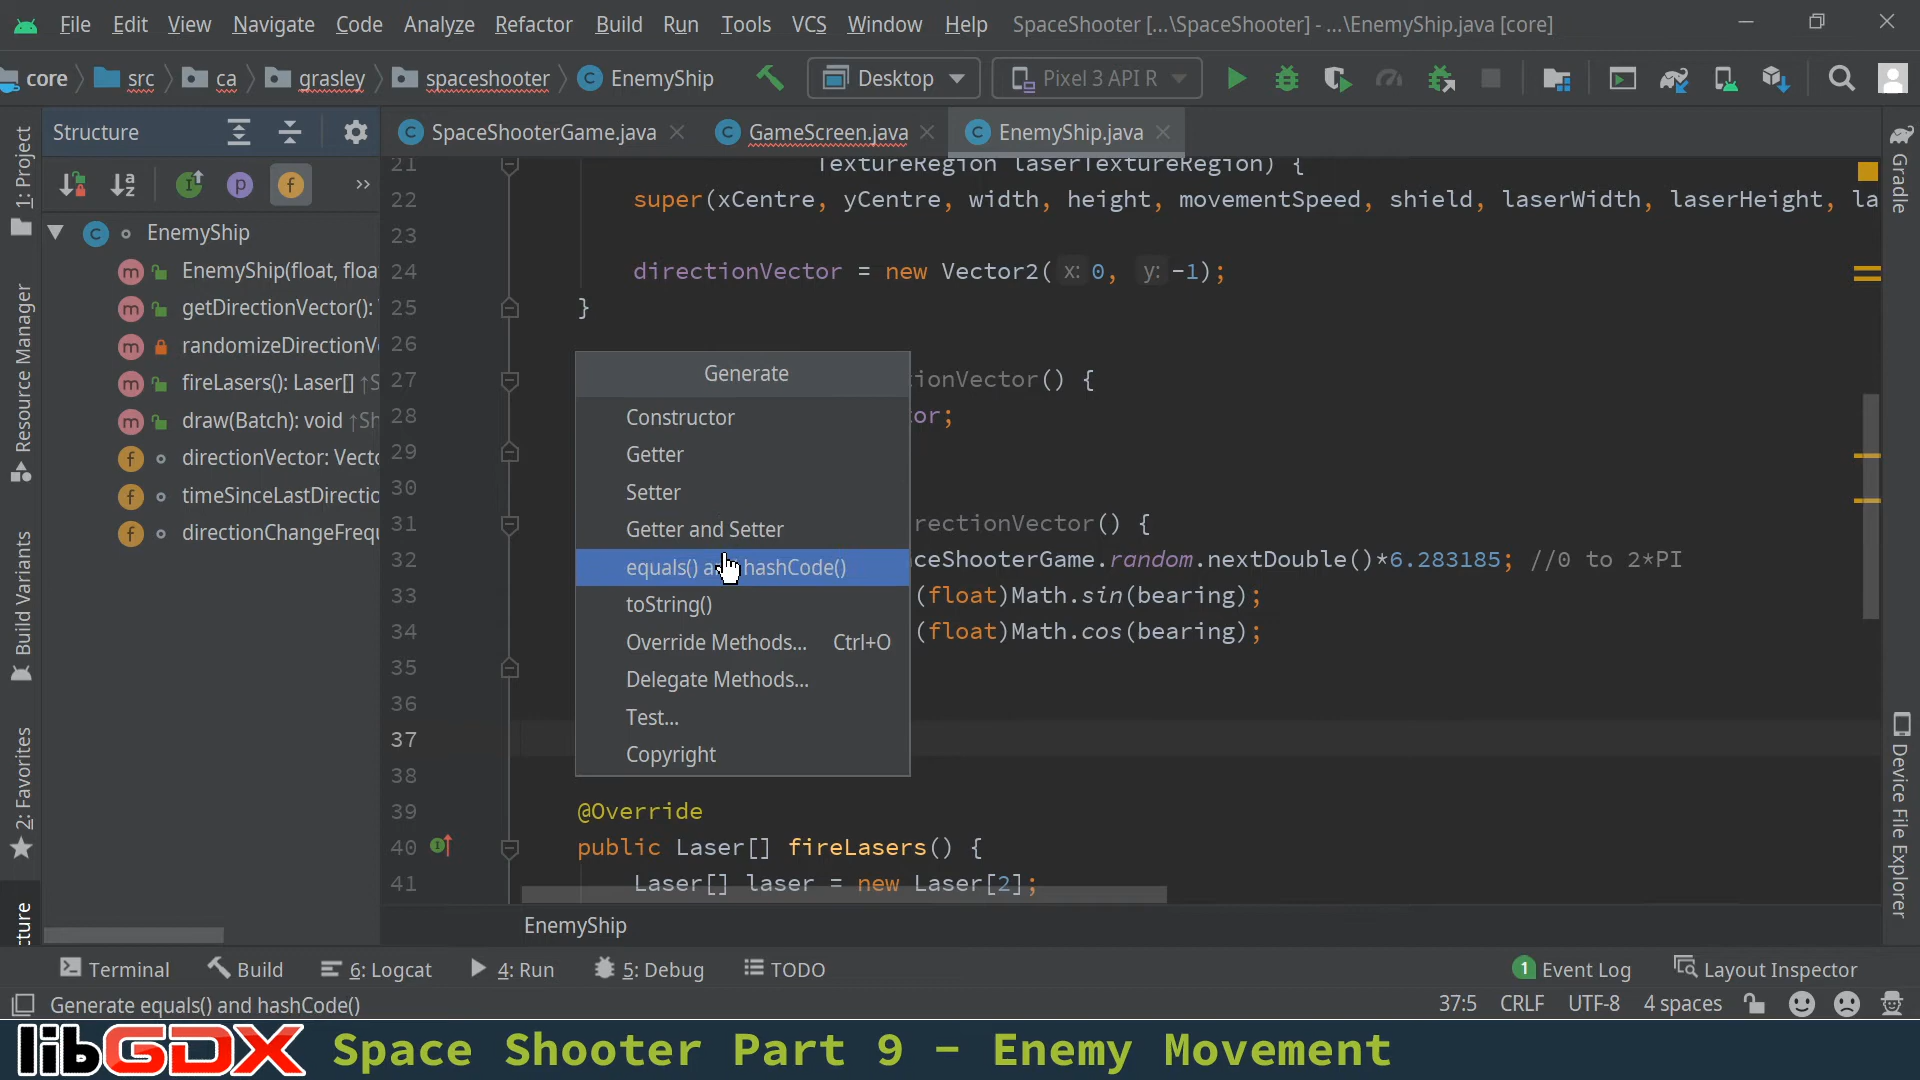 File Edit View Navigate Code Analyze Refactor Build Run Tools VCS Window Help SpaceShooter [...\SpaceShooter] - ...\EnemyShip.java [core]
core src ca grasley spaceshooter EnemyShip Desktop Pixel 3 API R
Structure
SpaceShooterGame.java GameScreen.java EnemyShip.java
EnemyShip
EnemyShip(float, floa
getDirectionVector():
randomizeDirectionV
fireLasers(): Laser[] ↑S
draw(Batch): void ↑Sh
directionVector: Vecto
timeSinceLastDirectio
directionChangeFrequ
1: Project
Resource Manager
Build Variants
2: Favorites
cture
21 TextureRegion laserTextureRegion) {
22 super(xCentre, yCentre, width, height, movementSpeed, shield, laserWidth, laserHeight, la
23
24 directionVector = new Vector2( x: 0, y: -1);
25 }
26
27 ionVector() {
28 or;
29
30
31 rectionVector() {
32 ceShooterGame.random.nextDouble()*6.283185; //0 to 2*PI
33 (float)Math.sin(bearing);
34 (float)Math.cos(bearing);
35
36
37
38
39 @Override
40 public Laser[] fireLasers() {
41 Laser[] laser = new Laser[2];
Generate
Constructor
Getter
Setter
Getter and Setter
equals() and hashCode()
toString()
Override Methods... Ctrl+O
Delegate Methods...
Test...
Copyright
EnemyShip
Gradle
Device File Explorer
Terminal Build 6: Logcat 4: Run 5: Debug TODO 1 Event Log Layout Inspector
Generate equals() and hashCode() 37:5 CRLF UTF-8 4 spaces
libGDX Space Shooter Part 9 - Enemy Movement